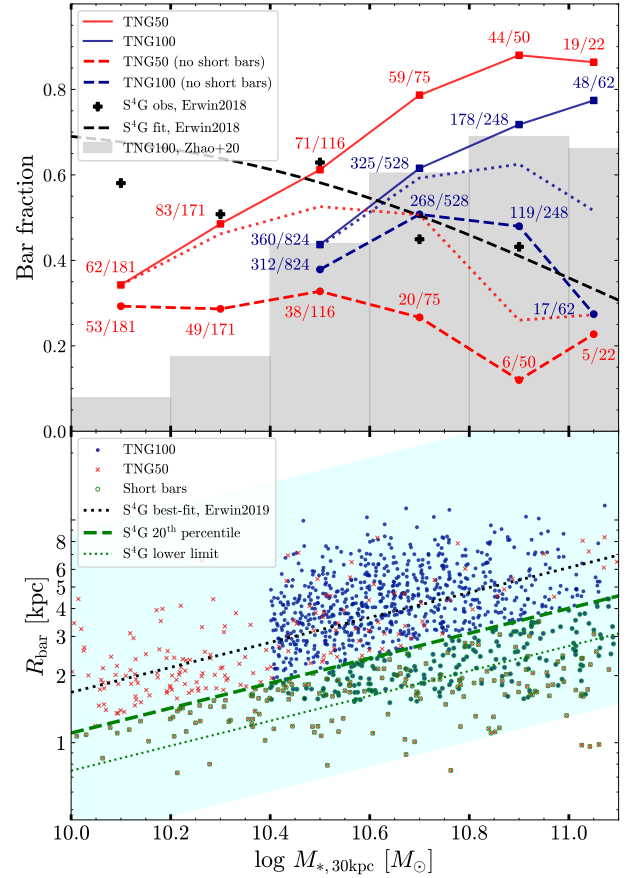 TNG50
TNG100
TNG50 (no short bars)
TNG100 (no short bars)
S⁴G obs, Erwin2018
S⁴G fit, Erwin2018
TNG100, Zhao+20
Bar fraction
0.8
0.6
0.4
0.2
0.0
44/50
19/22
59/75
48/62
71/116
178/248
325/528
83/171
268/528
119/248
360/824
312/824
62/181
53/181
49/171
38/116
20/75
17/62
6/50
5/22
TNG100
TNG50
Short bars
S⁴G best-fit, Erwin2019
S⁴G 20ᵗʰ percentile
S⁴G lower limit
R_bar [kpc]
8
6
5
4
3
2
1
10.0 10.2 10.4 10.6 10.8 11.0
log M_{*,30kpc} [M_⊙]